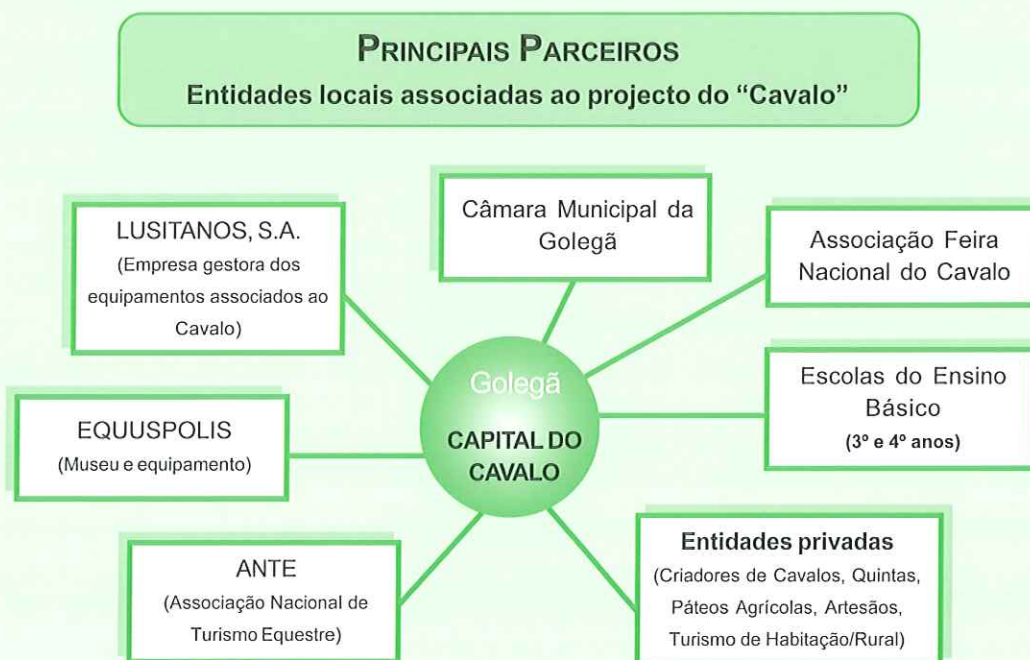 PRINCIPAIS PARCEIROS
Entidades locais associadas ao projecto do “Cavalo”
LUSITANOS, S.A.
(Empresa gestora dos
equipamentos associados ao
Cavalo)
Câmara Municipal da
Golegã
Associação Feira
Nacional do Cavalo
Escolas do Ensino
Básico
(3º e 4º anos)
EQUUSPOLIS
(Museu e equipamento)
Golegã
CAPITAL DO
CAVALO
ANTE
(Associação Nacional de
Turismo Equestre)
Entidades privadas
(Criadores de Cavalos, Quintas,
Páteos Agrícolas, Artesãos,
Turismo de Habitação/Rural)